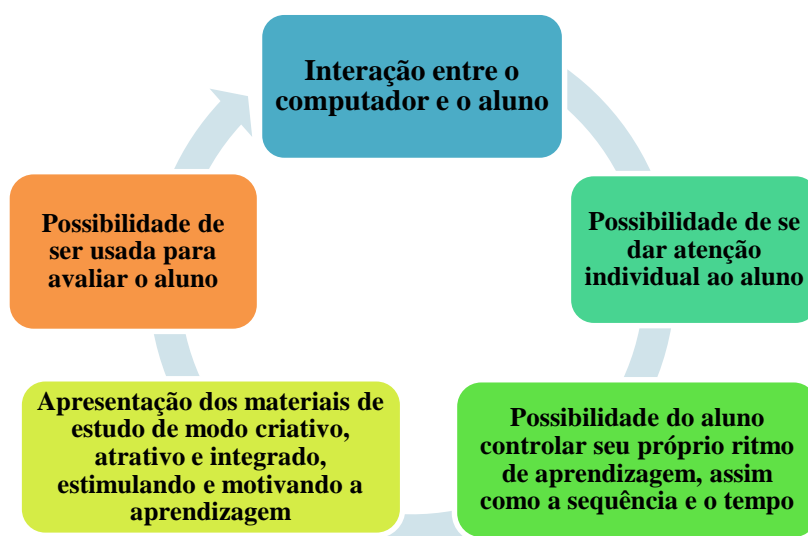 Interação entre o
computador e o aluno
Possibilidade de se
dar atenção
individual ao aluno
Possibilidade do aluno
controlar seu próprio ritmo
de aprendizagem, assim
como a sequência e o tempo
Apresentação dos materiais de
estudo de modo criativo,
atrativo e integrado,
estimulando e motivando a
aprendizagem
Possibilidade de
ser usada para
avaliar o aluno